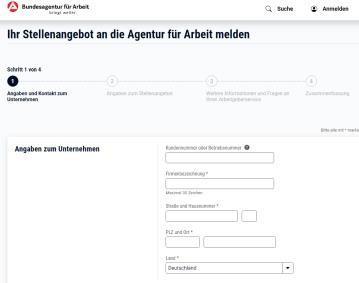 Bundesagentur für Arbeit
bringt weiter.
Suche
Anmelden
Ihr Stellenangebot an die Agentur für Arbeit melden
Schritt 1 von 4
1
2
3
4
Angaben und Kontakt zum
Unternehmen
Angaben zum Stellenangebot
Weitere Informationen und Fragen an
Ihren Arbeitgeberservice
Zusammenfassung
Bitte alle mit * marki
Angaben zum Unternehmen
Kundennummer oder Betriebsnummer ?
Firmenbezeichnung *
Maximal 30 Zeichen
Straße und Hausnummer *
PLZ und Ort *
Land *
Deutschland